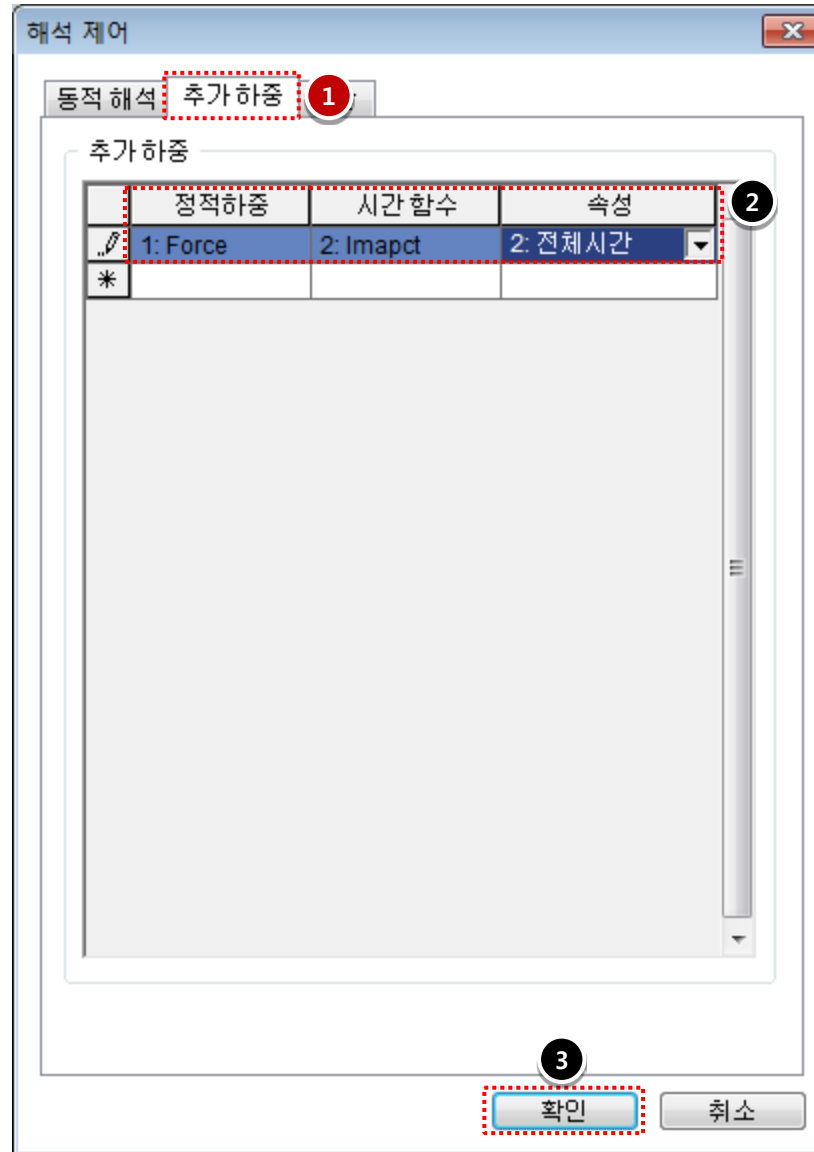 해석 제어
동적 해석 추가 하중 1
추가 하중
정적하중 시간 함수 속성 2
1: Force 2: Imapct 2: 전체시간
3
확인 취소